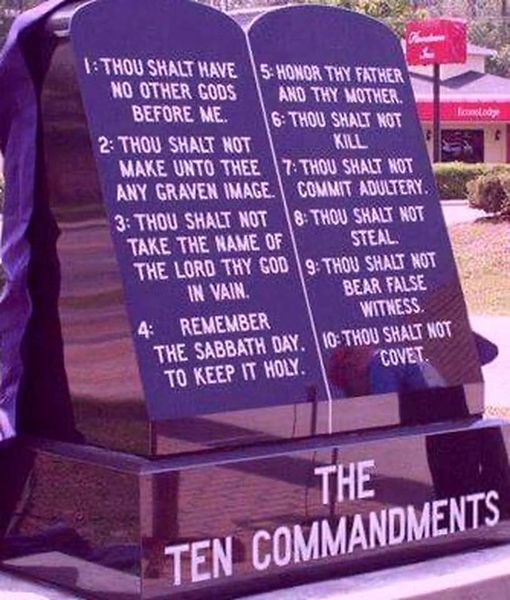 1: THOU SHALT HAVE
NO OTHER GODS
BEFORE ME.
2: THOU SHALT NOT
MAKE UNTO THEE
ANY GRAVEN IMAGE.
3: THOU SHALT NOT
TAKE THE NAME OF
THE LORD THY GOD
IN VAIN.
4: REMEMBER
THE SABBATH DAY.
TO KEEP IT HOLY.
5: HONOR THY FATHER
AND THY MOTHER.
6: THOU SHALT NOT
KILL.
7: THOU SHALT NOT
COMMIT ADULTERY.
8: THOU SHALT NOT
STEAL.
9: THOU SHALT NOT
BEAR FALSE
WITNESS.
10: THOU SHALT NOT
COVET.
THE
TEN COMMANDMENTS
Inn
EconoLodge